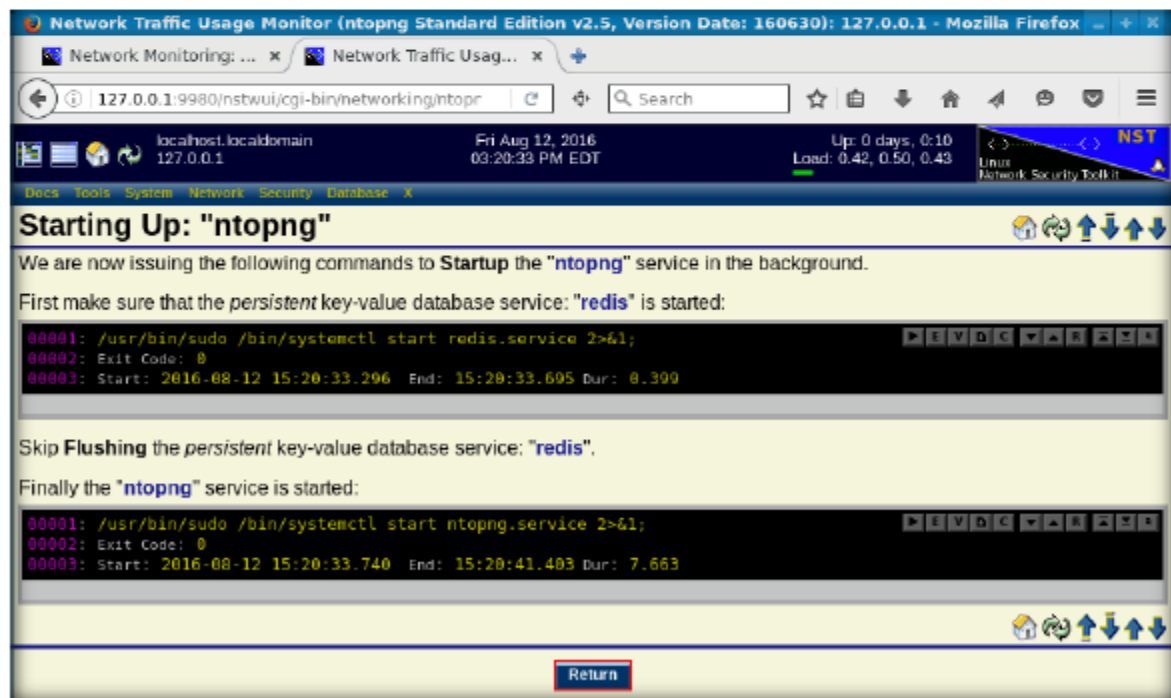 Network Traffic Usage Monitor (ntopng Standard Edition v2.5, Version Date: 160630): 127.0.0.1 - Mozilla Firefox
Network Monitoring: ... Network Traffic Usag...
127.0.0.1:9980/nstwui/cgi-bin/networking/ntopr Search
localhost.localdomain Fri Aug 12, 2016 Up: 0 days, 0:10 NST
127.0.0.1 03:20:33 PM EDT Load: 0.42, 0.50, 0.43 Linux
Network Security Toolkit
Docs Tools System Network Security Database X
Starting Up: "ntopng"
We are now issuing the following commands to Startup the "ntopng" service in the background.
First make sure that the persistent key-value database service: "redis" is started:
00001: /usr/bin/sudo /bin/systemctl start redis.service 2>&1; E V D C R
00002: Exit Code: 0
00003: Start: 2016-08-12 15:20:33.296 End: 15:20:33.695 Dur: 0.399
Skip Flushing the persistent key-value database service: "redis".
Finally the "ntopng" service is started:
00001: /usr/bin/sudo /bin/systemctl start ntopng.service 2>&1; E V D C R
00002: Exit Code: 0
00003: Start: 2016-08-12 15:20:33.740 End: 15:20:41.403 Dur: 7.663
Return